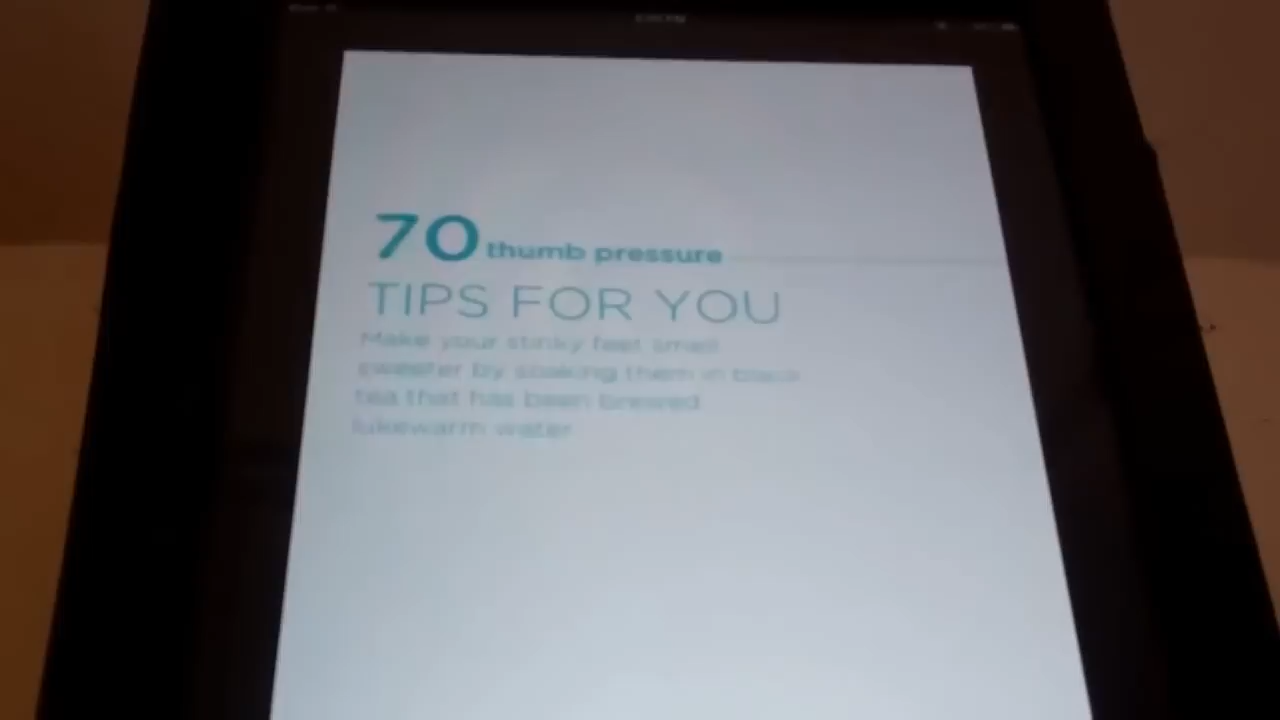 70 thumb pressure
TIPS FOR YOU
Make your stinky feet smell
sweeter by soaking them in black
tea that has been brewed
lukewarm water